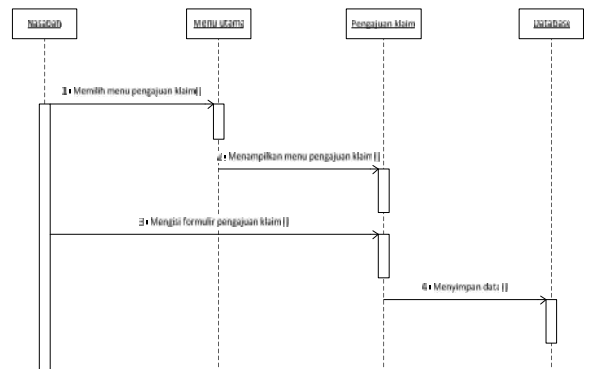 Nasabah
Menu utama
Pengajuan klaim
Database
1 : Memilih menu pengajuan klaim()
2 : Menampilkan menu pengajuan klaim ()
3 : Mengisi formulir pengajuan klaim ()
4 : Menyimpan data ()